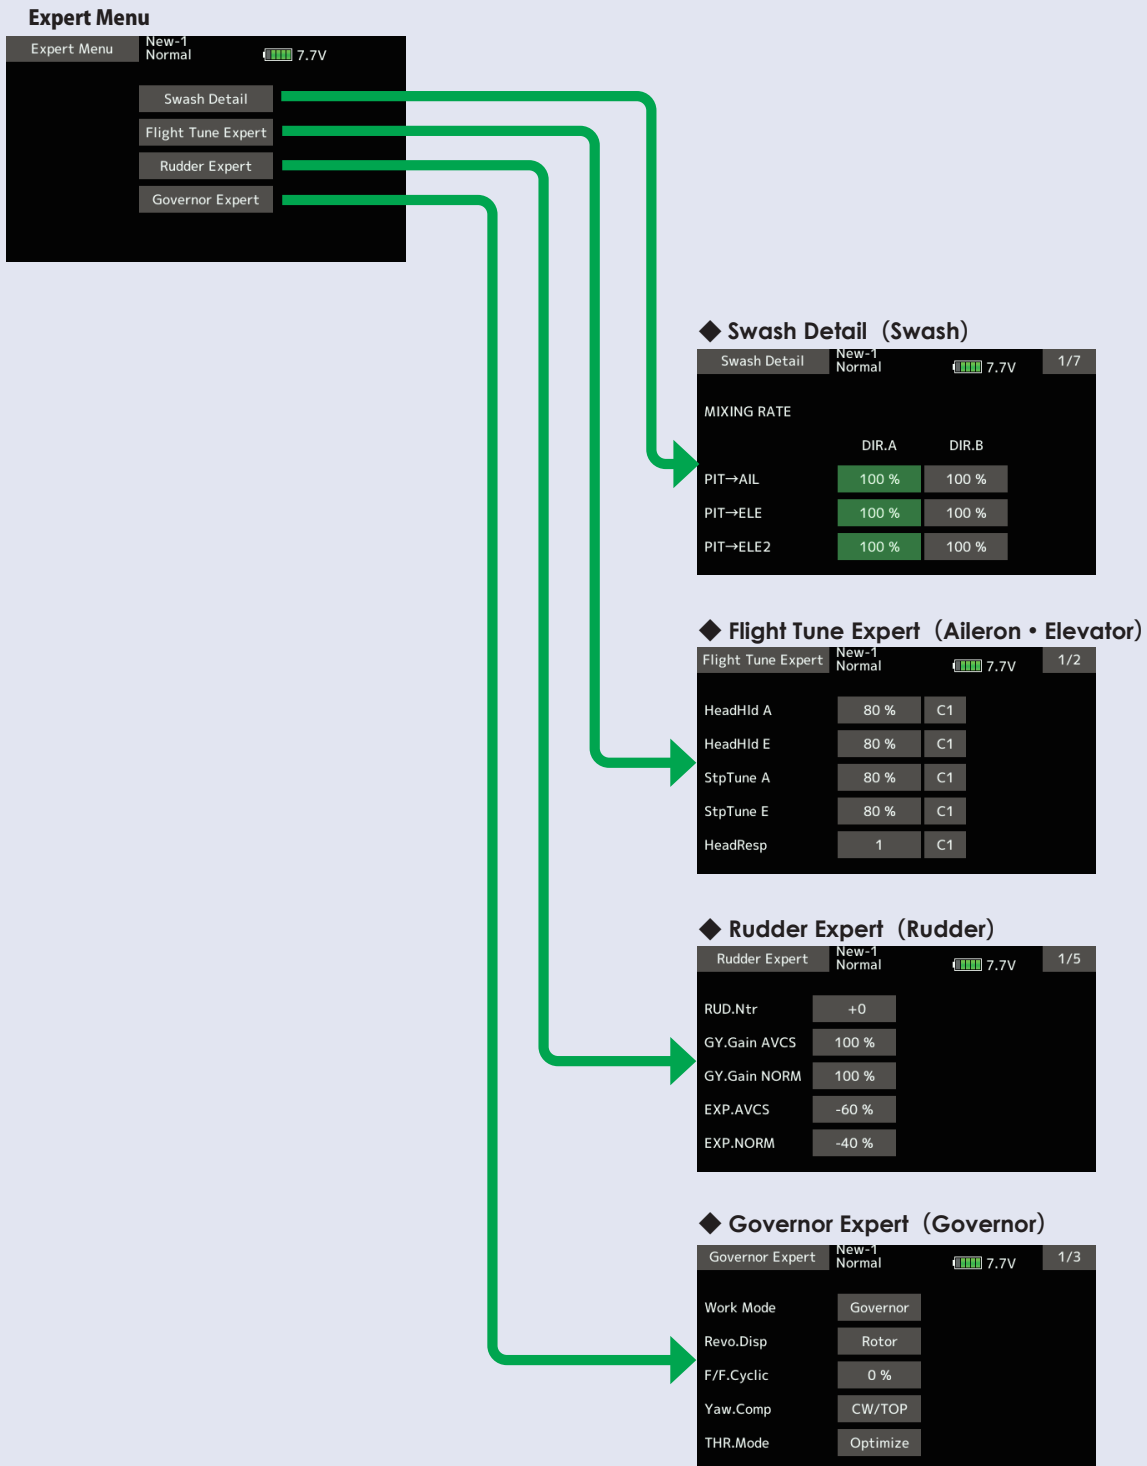 Expert Menu
Expert Menu New-1 Normal 7.7V
Swash Detail
Flight Tune Expert
Rudder Expert
Governor Expert
◆ Swash Detail（Swash）
Swash Detail New-1 Normal 7.7V 1/7
MIXING RATE
DIR.A DIR.B
PIT→AIL 100 % 100 %
PIT→ELE 100 % 100 %
PIT→ELE2 100 % 100 %
◆ Flight Tune Expert（Aileron・Elevator）
Flight Tune Expert New-1 Normal 7.7V 1/2
HeadHld A 80 % C1
HeadHld E 80 % C1
StpTune A 80 % C1
StpTune E 80 % C1
HeadResp 1 C1
◆ Rudder Expert（Rudder）
Rudder Expert New-1 Normal 7.7V 1/5
RUD.Ntr +0
GY.Gain AVCS 100 %
GY.Gain NORM 100 %
EXP.AVCS -60 %
EXP.NORM -40 %
◆ Governor Expert（Governor）
Governor Expert New-1 Normal 7.7V 1/3
Work Mode Governor
Revo.Disp Rotor
F/F.Cyclic 0 %
Yaw.Comp CW/TOP
THR.Mode Optimize